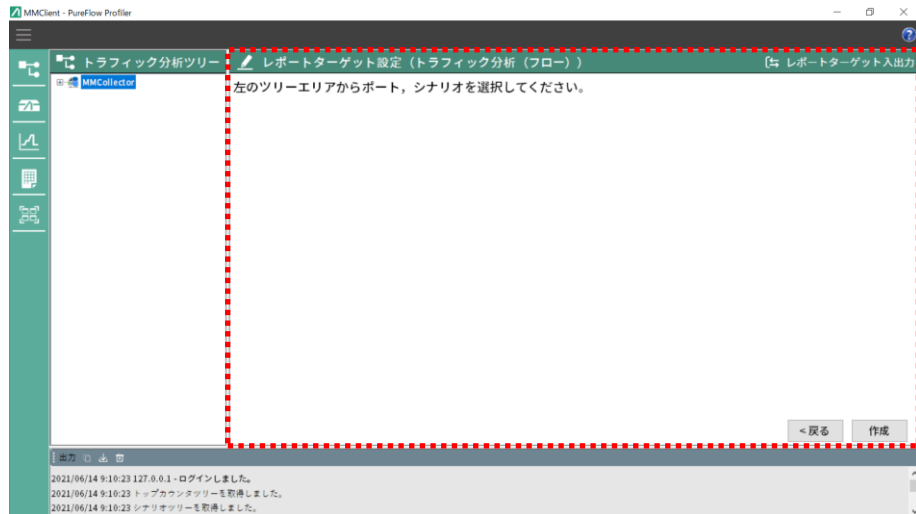 MMClient - PureFlow Profiler
トラフィック分析ツリー
レポートターゲット設定（トラフィック分析（フロー））
レポートターゲット入出力
MMCollector
左のツリーエリアからポート，シナリオを選択してください。
<戻る
作成
出力
2021/06/14 9:10:23 127.0.0.1 - ログインしました。
2021/06/14 9:10:23 トップカウンタツリーを取得しました。
2021/06/14 9:10:23 シナリオツリーを取得しました。